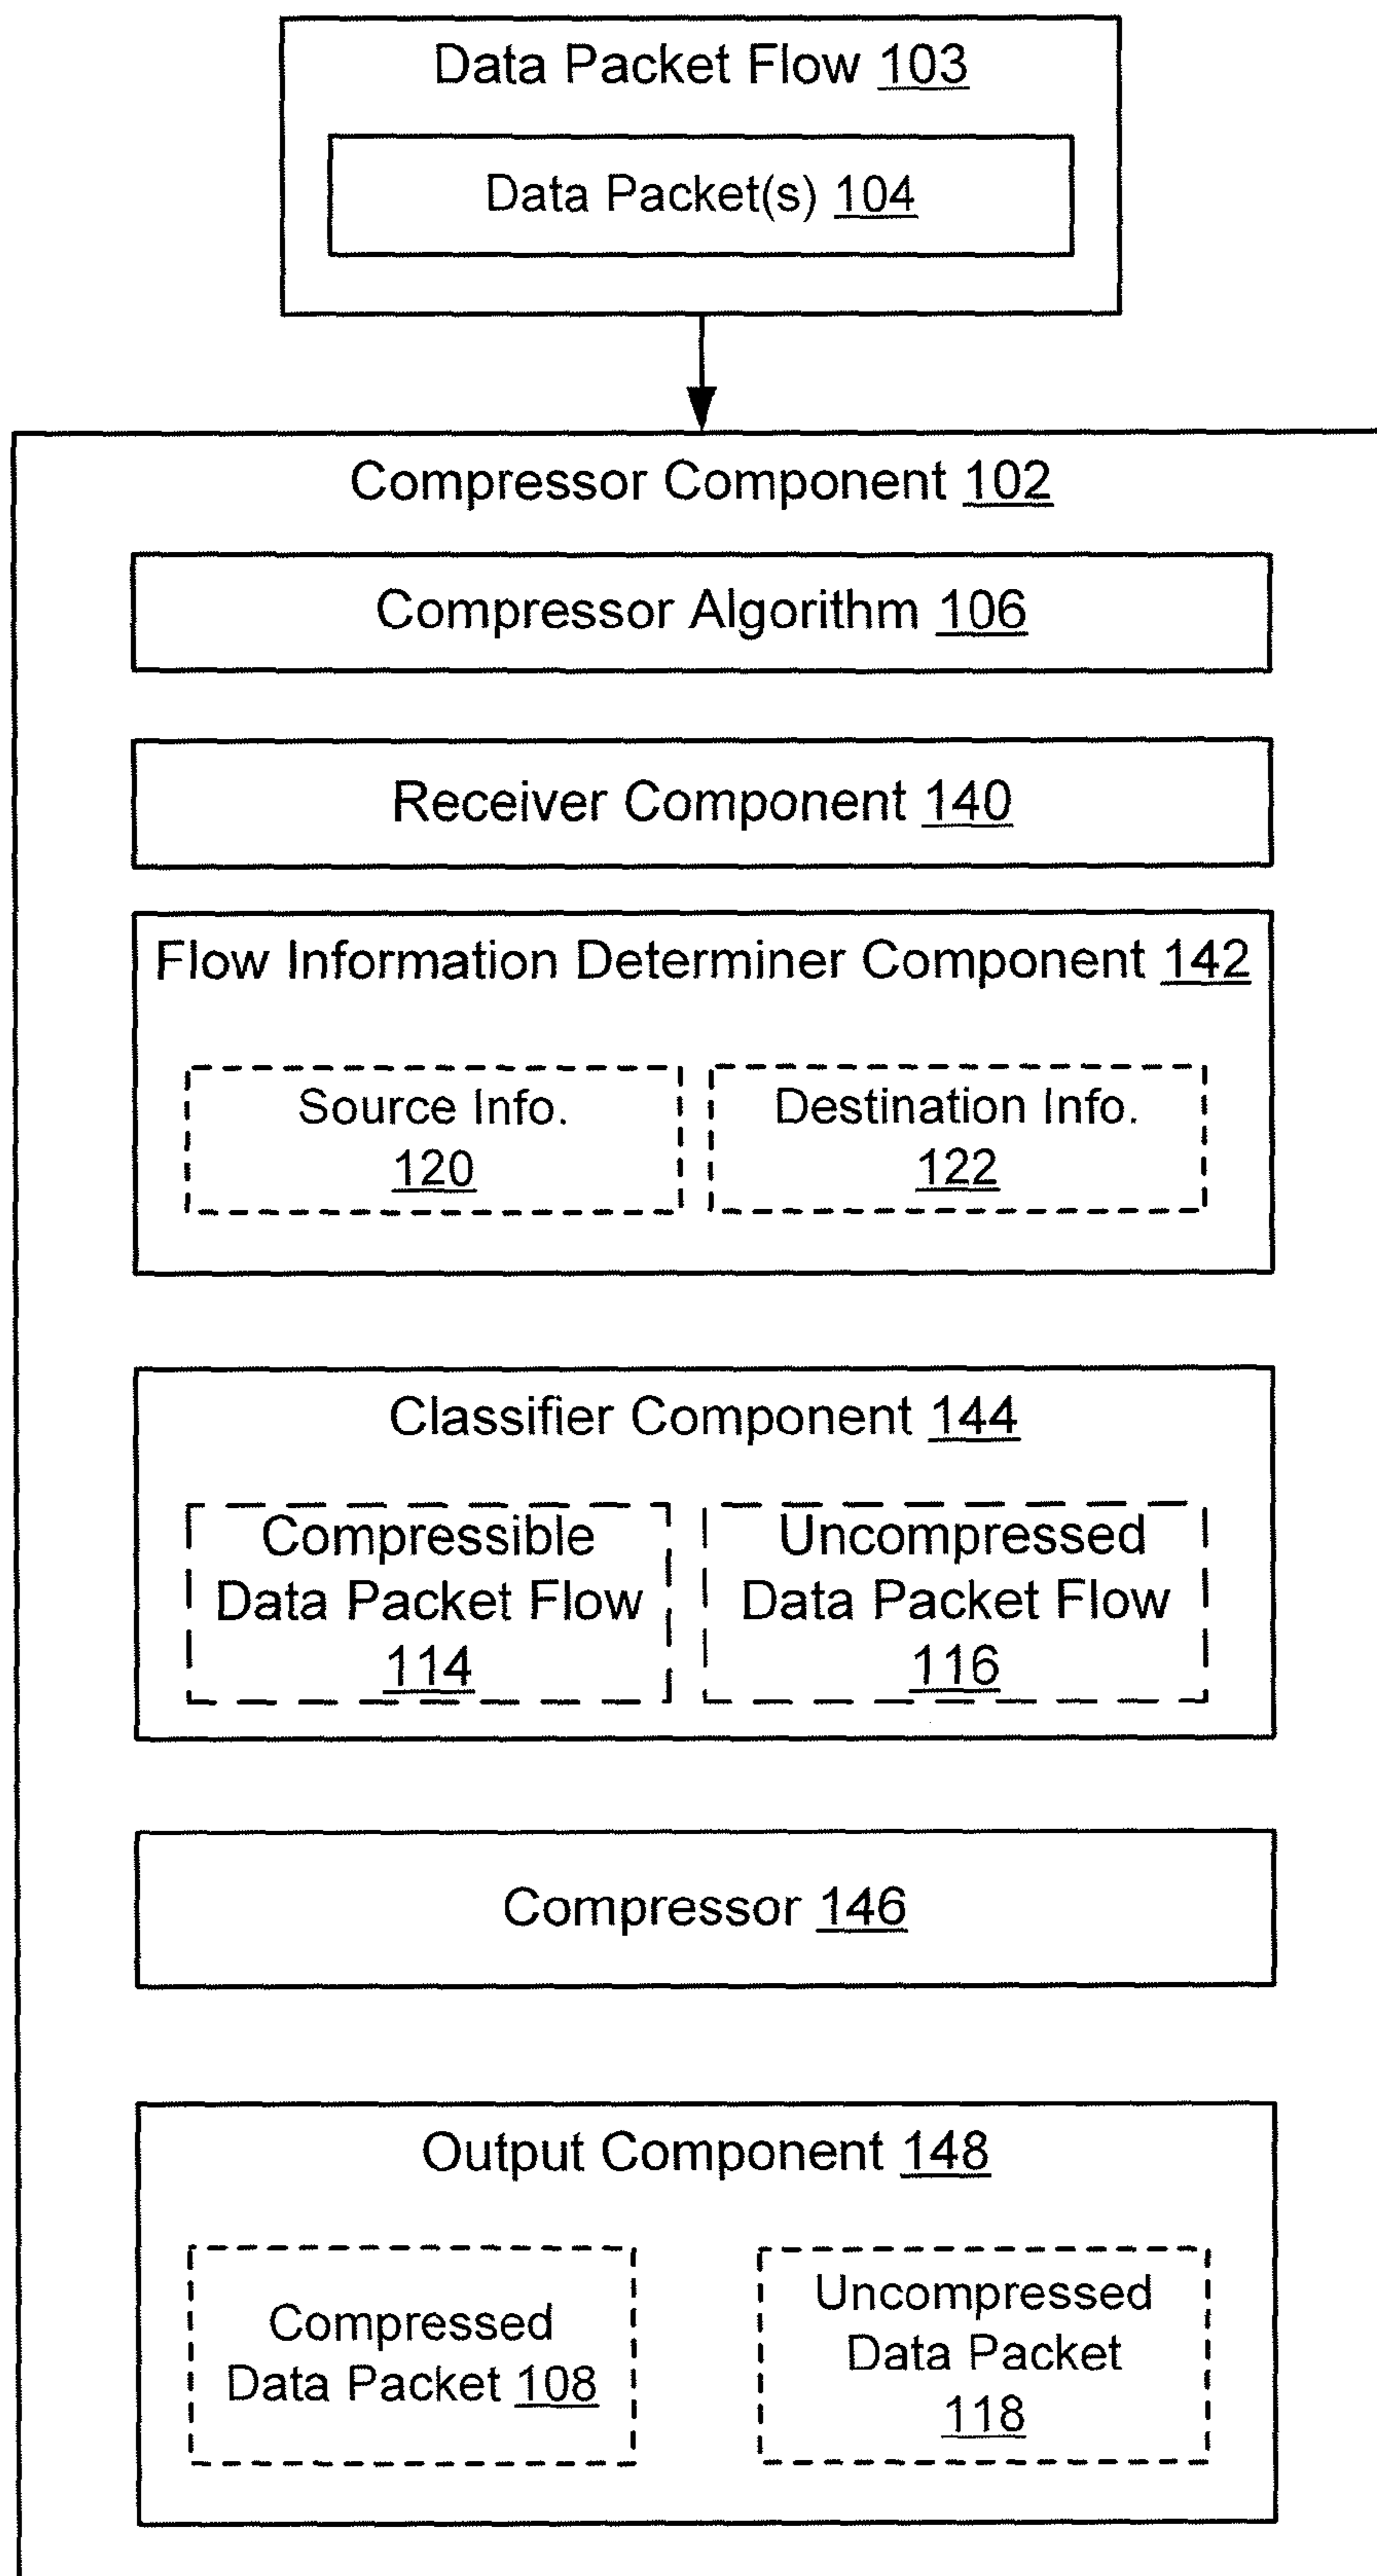 Data Packet Flow 103
Data Packet(s) 104
Compressor Component 102
Compressor Algorithm 106
Receiver Component 140
Flow Information Determiner Component 142
Source Info.
120
Destination Info.
122
Classifier Component 144
Compressible
Data Packet Flow
114
Uncompressed
Data Packet Flow
116
Compressor 146
Output Component 148
Compressed
Data Packet 108
Uncompressed
Data Packet
118